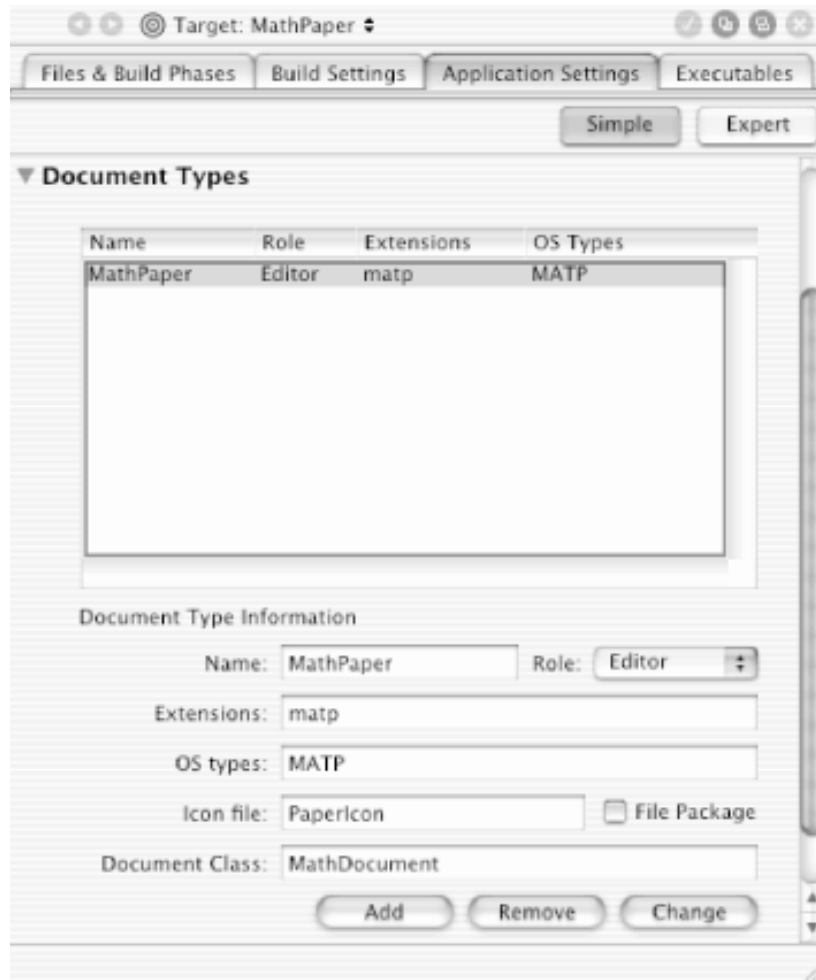 Target: MathPaper
Files & Build Phases Build Settings Application Settings Executables
Simple Expert
Document Types
Name Role Extensions OS Types
MathPaper Editor matp MATP
Document Type Information
Name: MathPaper Role: Editor
Extensions: matp
OS types: MATP
Icon file: PaperIcon File Package
Document Class: MathDocument
Add Remove Change